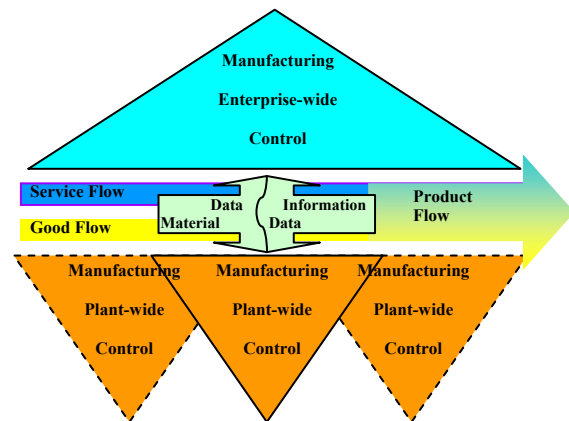 Manufacturing
Enterprise-wide
Control
Service Flow
Data
Information
Product
Flow
Good Flow
Material
Data
Manufacturing
Plant-wide
Control
Manufacturing
Plant-wide
Control
Manufacturing
Plant-wide
Control